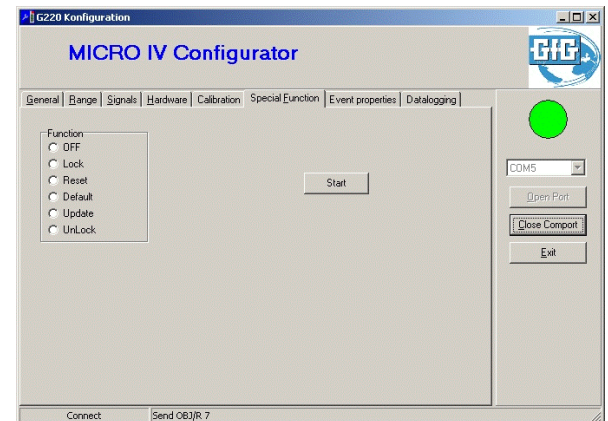 G220 Konfiguration
MICRO IV Configurator
GfG
General Range Signals Hardware Calibration Special Function Event properties Datalogging
Function
OFF
Lock
Reset
Default
Update
UnLock
Start
COM5
Open Port
Close Comport
Exit
Connect Send OBJ/R 7